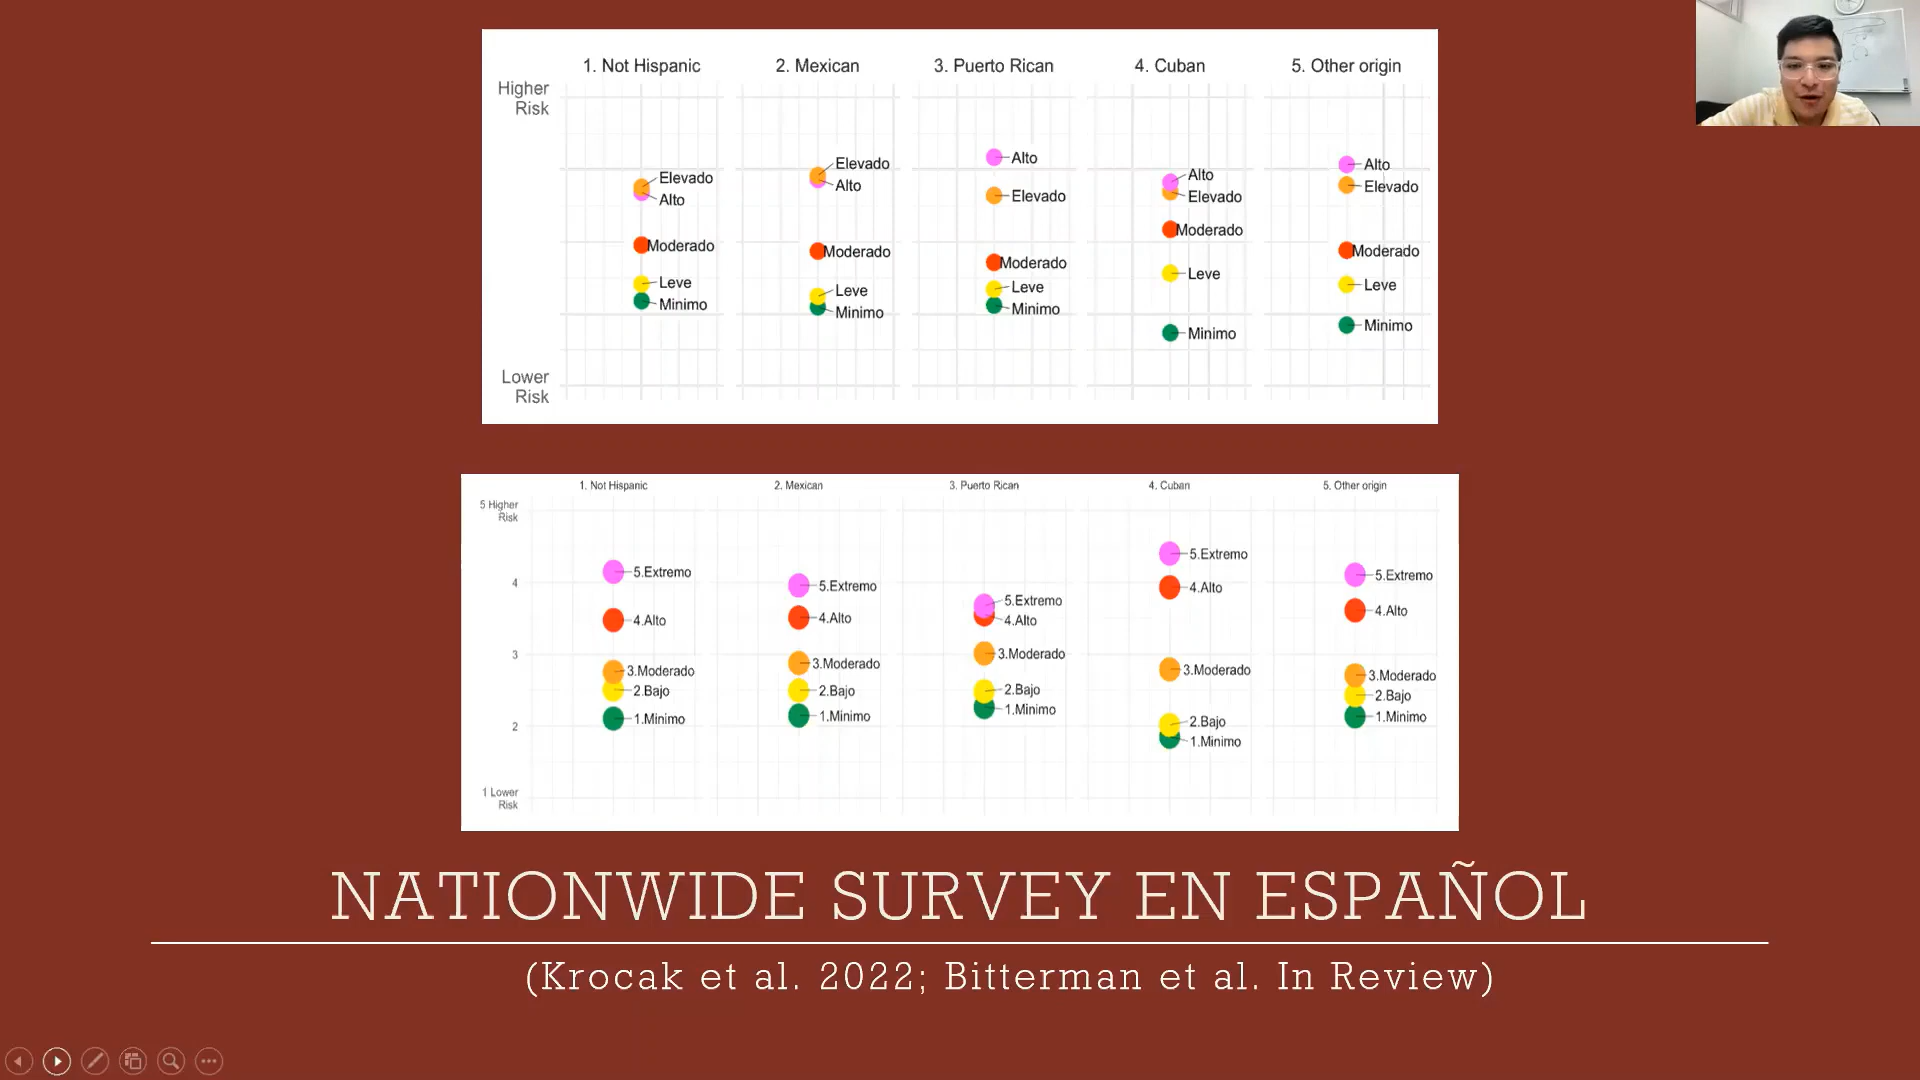 1. Not Hispanic 2. Mexican 3. Puerto Rican 4. Cuban 5. Other origin
Higher
Risk
Elevado
Alto
Moderado
Leve
Minimo
Elevado
Alto
Moderado
Leve
Minimo
Alto
Elevado
Moderado
Leve
Minimo
Alto
Elevado
Moderado
Leve
Minimo
Alto
Elevado
Moderado
Leve
Minimo
Lower
Risk
1. Not Hispanic 2. Mexican 3. Puerto Rican 4. Cuban 5. Other origin
5 Higher
Risk
4
3
2
1 Lower
Risk
5.Extremo
4.Alto
3.Moderado
2.Bajo
1.Minimo
5.Extremo
4.Alto
3.Moderado
2.Bajo
1.Minimo
5.Extremo
4.Alto
3.Moderado
2.Bajo
1.Minimo
5.Extremo
4.Alto
3.Moderado
2.Bajo
1.Minimo
5.Extremo
4.Alto
3.Moderado
2.Bajo
1.Minimo
NATIONWIDE SURVEY EN ESPAÑOL
(Krocak et al. 2022; Bitterman et al. In Review)